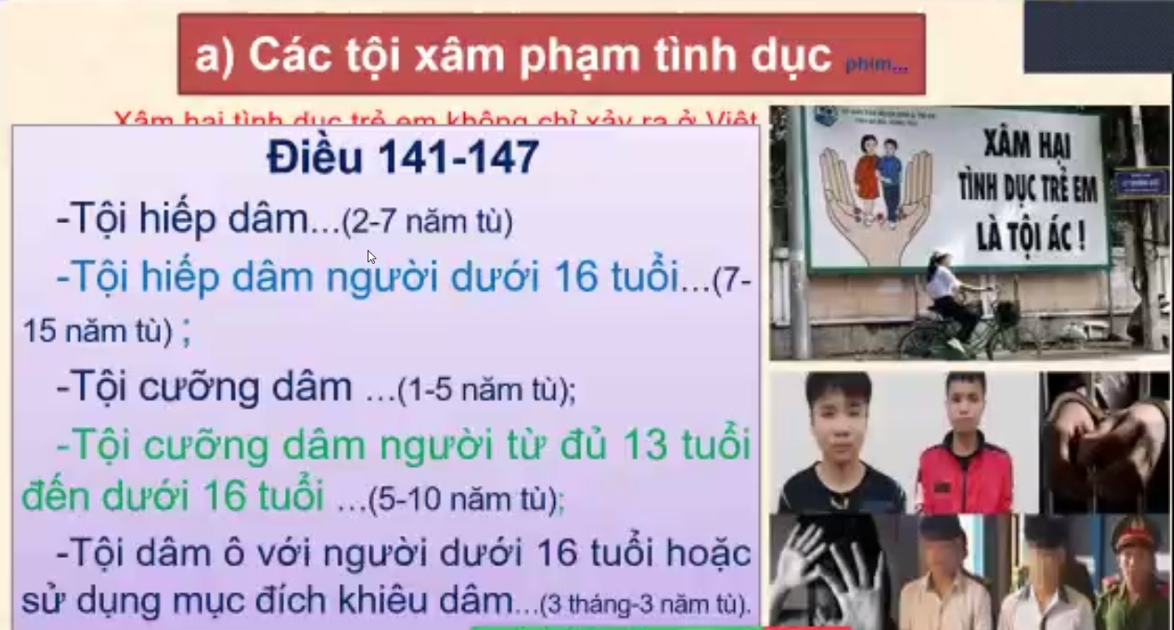 a) Các tội xâm phạm tình dục phim...
Xâm hại tình dục trẻ em không chỉ xảy ra ở Việt
Điều 141-147
-Tội hiếp dâm...(2-7 năm tù)
-Tội hiếp dâm người dưới 16 tuổi...(7-
15 năm tù) ;
-Tội cưỡng dâm ...(1-5 năm tù);
-Tội cưỡng dâm người từ đủ 13 tuổi
đến dưới 16 tuổi ...(5-10 năm tù);
-Tội dâm ô với người dưới 16 tuổi hoặc
sử dụng mục đích khiêu dâm...(3 tháng-3 năm tù).
XÂM HẠI
TÌNH DỤC TRẺ EM
LÀ TỘI ÁC !